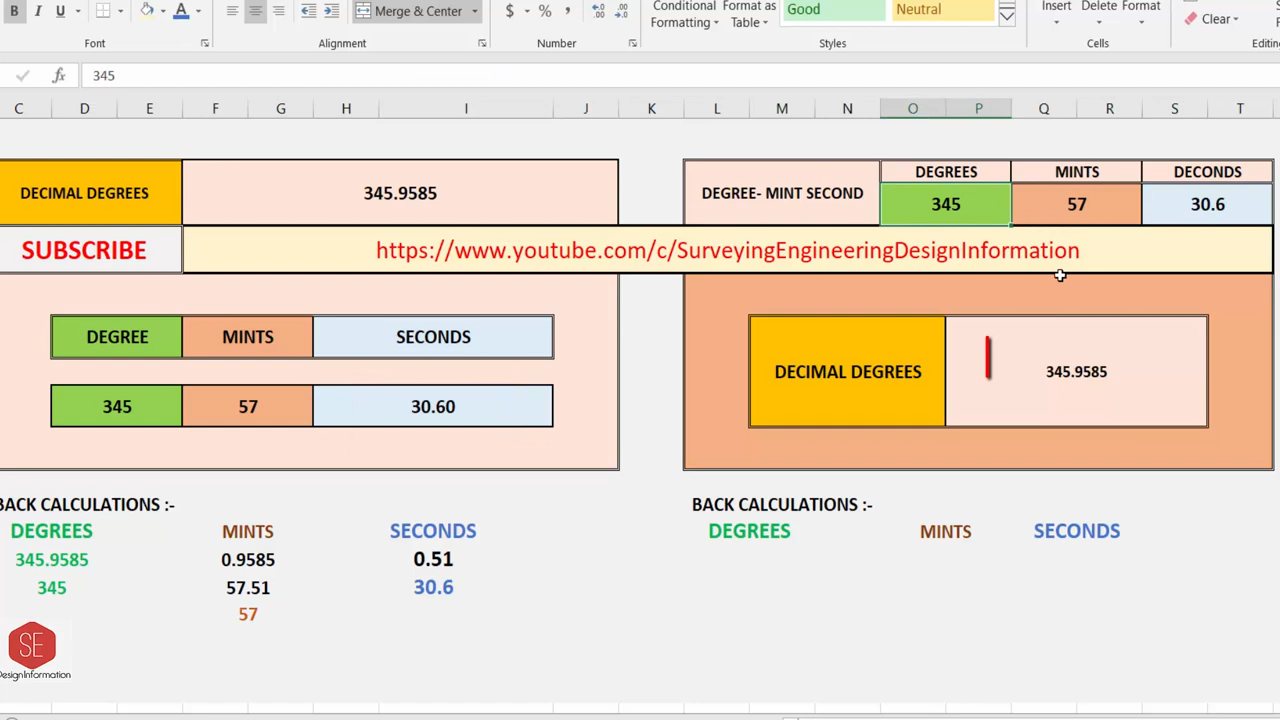 B I U A Merge & Center $ % , Conditional Format as Good Neutral Insert Delete Format Clear
Formatting Table
Font Alignment Number Styles Cells Editin
fx 345
C D E F G H I J K L M N O P Q R S T
DECIMAL DEGREES 345.9585
DEGREE- MINT SECOND DEGREES MINTS DECONDS
345 57 30.6
SUBSCRIBE https://www.youtube.com/c/SurveyingEngineeringDesignInformation
DEGREE MINTS SECONDS
345 57 30.60
DECIMAL DEGREES 345.9585
BACK CALCULATIONS :- BACK CALCULATIONS :-
DEGREES MINTS SECONDS DEGREES MINTS SECONDS
345.9585 0.9585 0.51
345 57.51 30.6
57
SE
DesignInformation